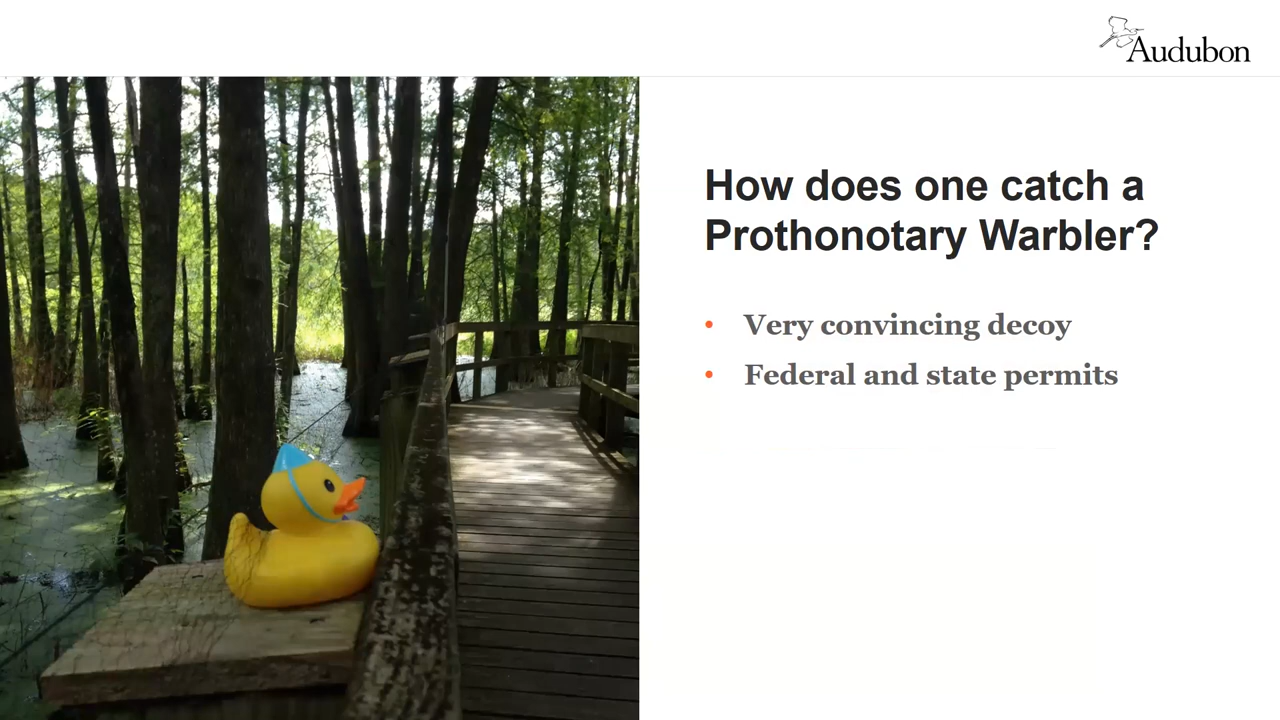 Audubon
How does one catch a
Prothonotary Warbler?
• Very convincing decoy
• Federal and state permits